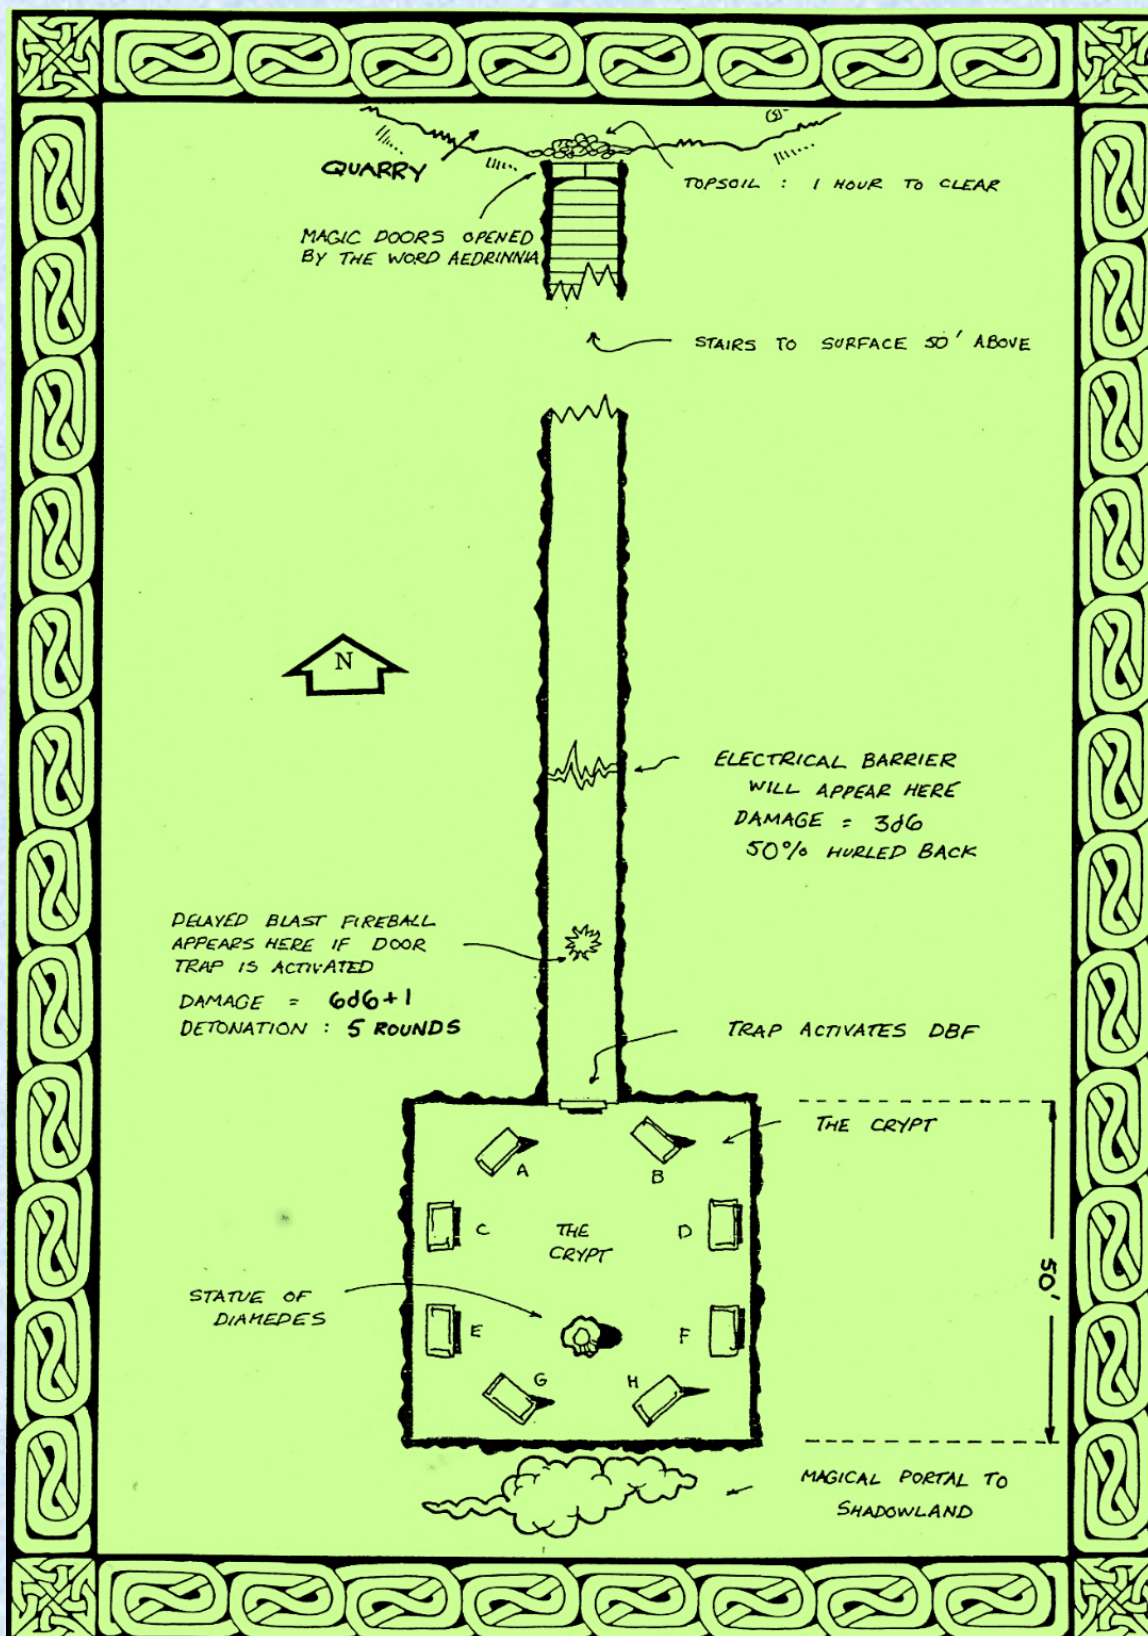 QUARRY
TOPSOIL : 1 HOUR TO CLEAR
MAGIC DOORS OPENED
BY THE WORD AEDRINNIA
STAIRS TO SURFACE 50' ABOVE
N
ELECTRICAL BARRIER
WILL APPEAR HERE
DAMAGE = 3d6
50% HURLED BACK
DELAYED BLAST FIREBALL
APPEARS HERE IF DOOR
TRAP IS ACTIVATED
DAMAGE = 6d6+1
DETONATION : 5 ROUNDS
TRAP ACTIVATES DBF
THE CRYPT
A
B
C
THE
CRYPT
D
50'
STATUE OF
DIAMEDES
E
F
G
H
MAGICAL PORTAL TO
SHADOWLAND